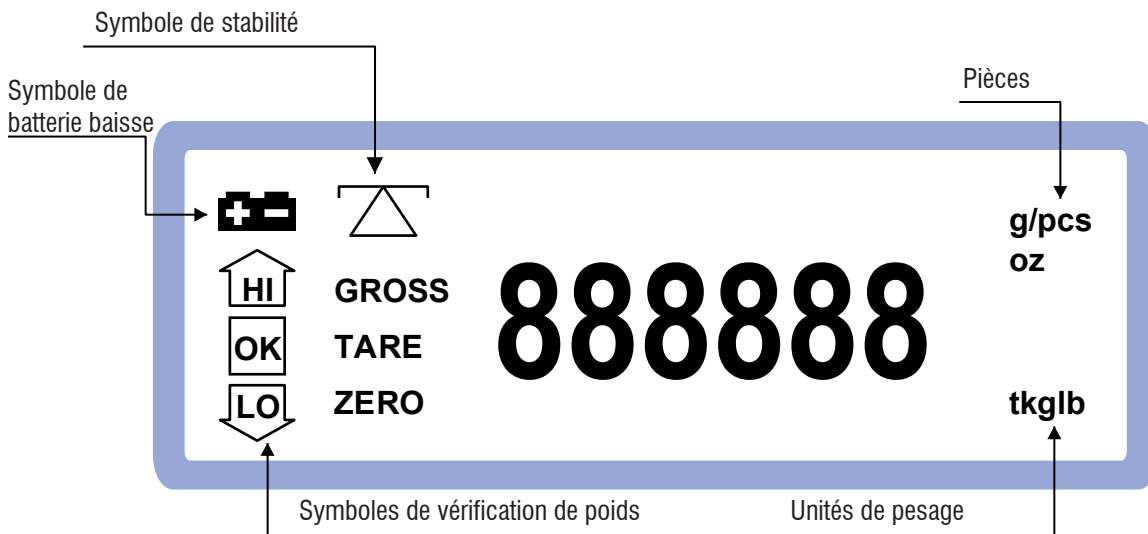 Symbole de stabilité
Symbole de
batterie baisse
Pièces
g/pcs
oz
HI
GROSS
888888
OK
TARE
LO
ZERO
tkglb
Symboles de vérification de poids
Unités de pesage